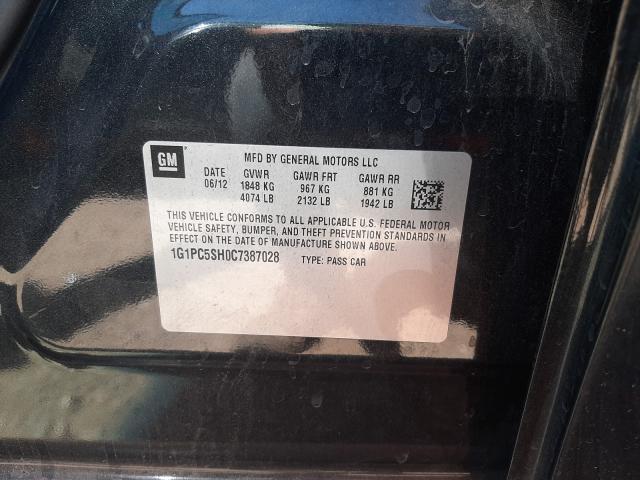 GM MFD BY GENERAL MOTORS LLC
DATE GVWR GAWR FRT GAWR RR
06/12 1848 KG 967 KG 881 KG
4074 LB 2132 LB 1942 LB
THIS VEHICLE CONFORMS TO ALL APPLICABLE U.S. FEDERAL MOTOR
VEHICLE SAFETY, BUMPER, AND THEFT PREVENTION STANDARDS IN
EFFECT ON THE DATE OF MANUFACTURE SHOWN ABOVE.
1G1PC5SH0C7387028 TYPE: PASS CAR